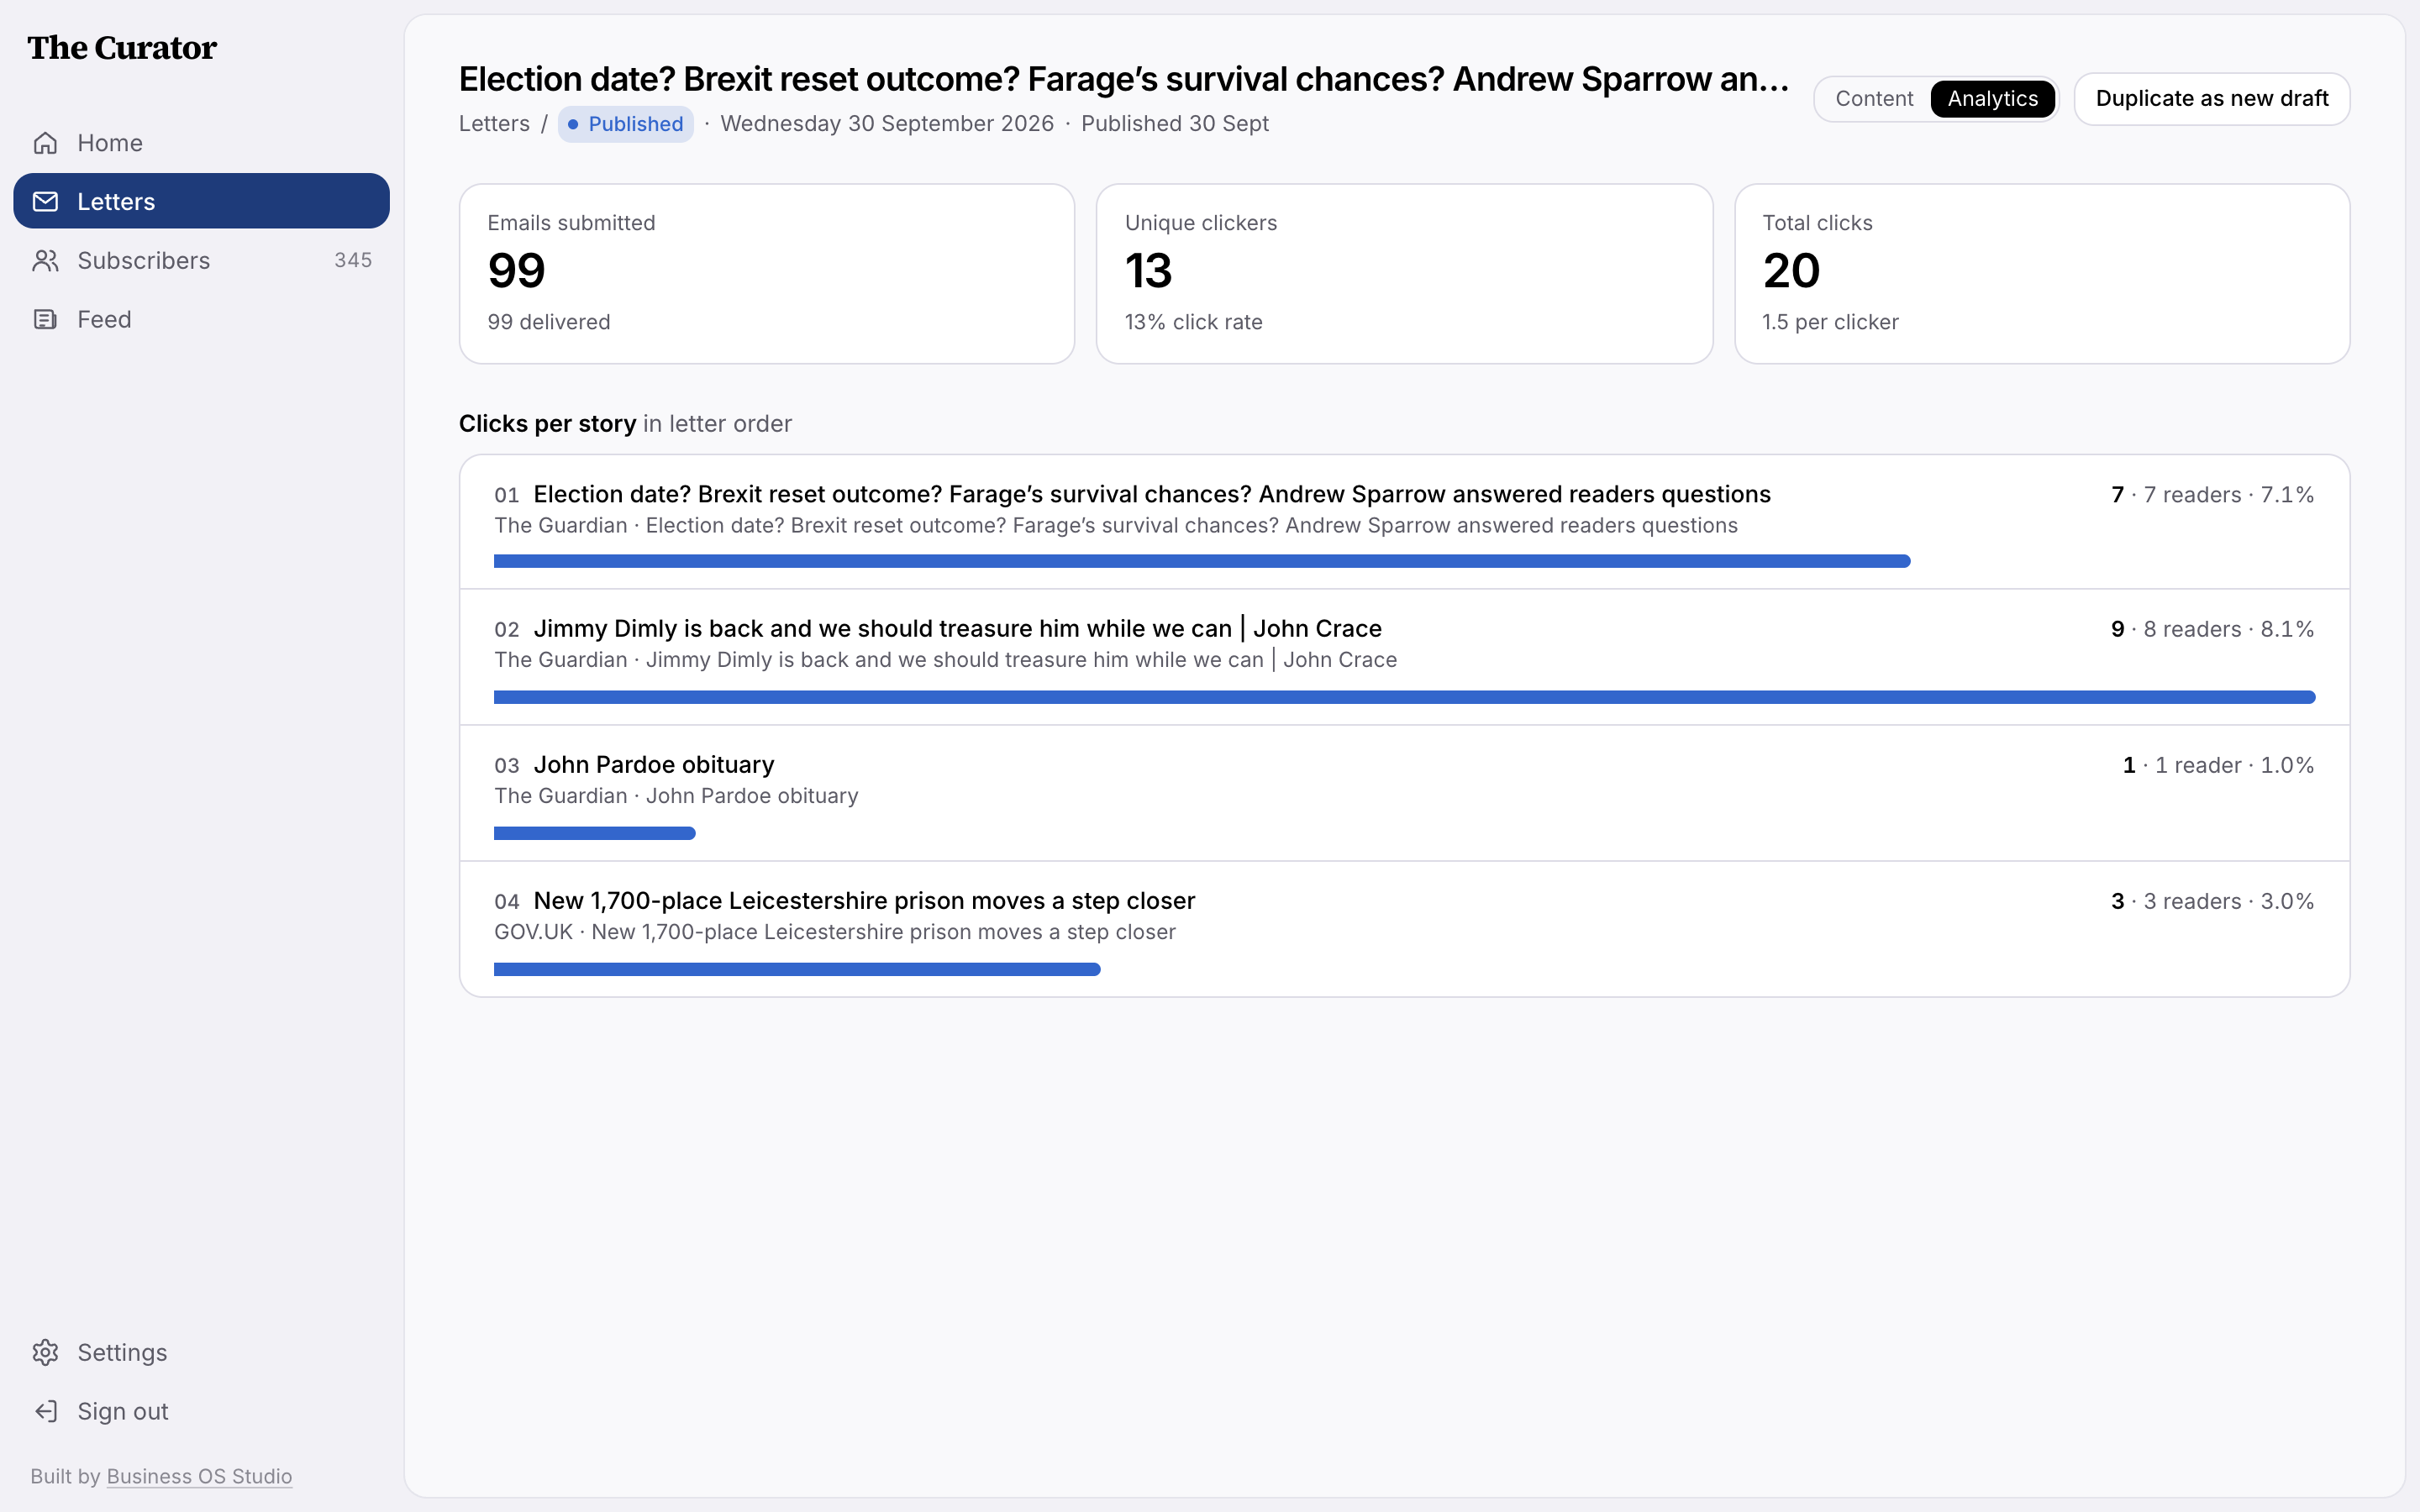 The Curator
Home
Letters
Subscribers 345
Feed
Settings
Sign out
Built by Business OS Studio
Election date? Brexit reset outcome? Farage’s survival chances? Andrew Sparrow an…
Letters / Published · Wednesday 30 September 2026 · Published 30 Sept
Content Analytics Duplicate as new draft
Emails submitted
99
99 delivered
Unique clickers
13
13% click rate
Total clicks
20
1.5 per clicker
Clicks per story in letter order
01 Election date? Brexit reset outcome? Farage’s survival chances? Andrew Sparrow answered readers questions 7 · 7 readers · 7.1%
The Guardian · Election date? Brexit reset outcome? Farage’s survival chances? Andrew Sparrow answered readers questions
02 Jimmy Dimly is back and we should treasure him while we can | John Crace 9 · 8 readers · 8.1%
The Guardian · Jimmy Dimly is back and we should treasure him while we can | John Crace
03 John Pardoe obituary 1 · 1 reader · 1.0%
The Guardian · John Pardoe obituary
04 New 1,700-place Leicestershire prison moves a step closer 3 · 3 readers · 3.0%
GOV.UK · New 1,700-place Leicestershire prison moves a step closer